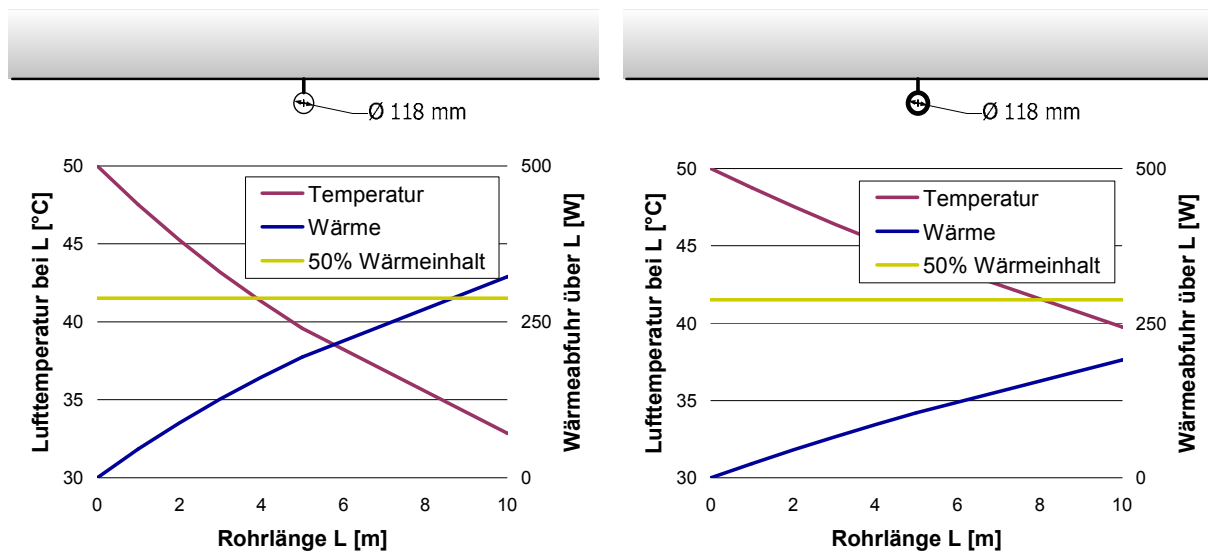 Ø 118 mm
50
45
40
35
30
500
250
0
0
2
4
6
8
10
Lufttemperatur bei L [°C]
Wärmeabfuhr über L [W]
Rohrlänge L [m]
Temperatur
Wärme
50% Wärmeinhalt
Ø 118 mm
50
45
40
35
30
500
250
0
0
2
4
6
8
10
Lufttemperatur bei L [°C]
Wärmeabfuhr über L [W]
Rohrlänge L [m]
Temperatur
Wärme
50% Wärmeinhalt